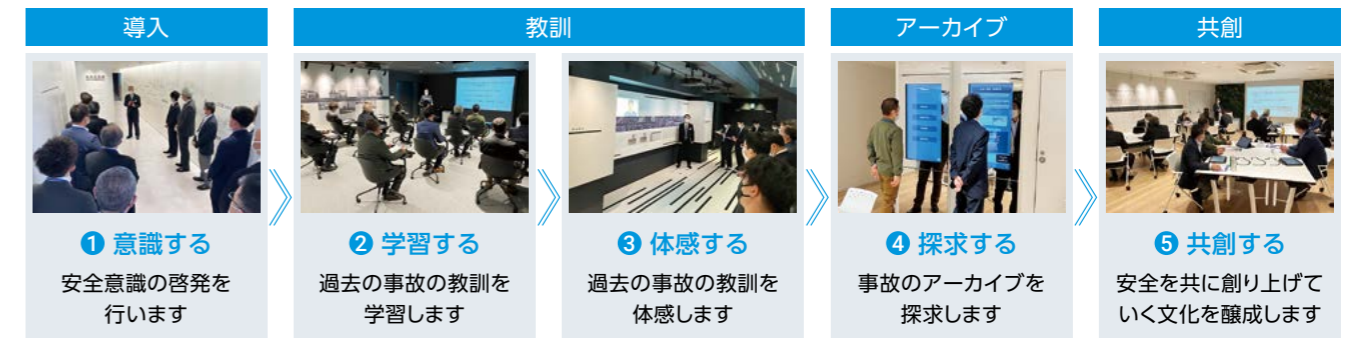 導入
教訓
アーカイブ
共創
❶ 意識する
安全意識の啓発を
行います
❷ 学習する
過去の事故の教訓を
学習します
❸ 体感する
過去の事故の教訓を
体感します
❹ 探求する
事故のアーカイブを
探求します
❺ 共創する
安全を共に創り上げて
いく文化を醸成します